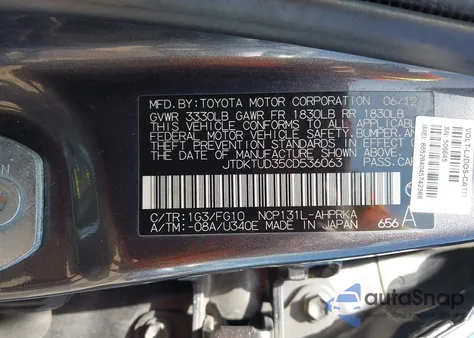 MFD.BY:TOYOTA MOTOR CORPORATION 06/12
GVWR 3330LB GAWR FR 1830LB RR 1830LB
THIS VEHICLE CONFORMS TO ALL APPLICABLE
FEDERAL MOTOR VEHICLE SAFETY,BUMPER,AN
THEFT PREVENTION STANDARDS IN EFFECT ON
THE DATE OF MANUFACTURE SHOWN ABOVE.
JTDKTUD35CD536063 PASS.CA
C/TR:1G3/FG10 NCP131L-AHPRKA
A/TM:-08A/U340E MADE IN JAPAN 656 A
autoSnap